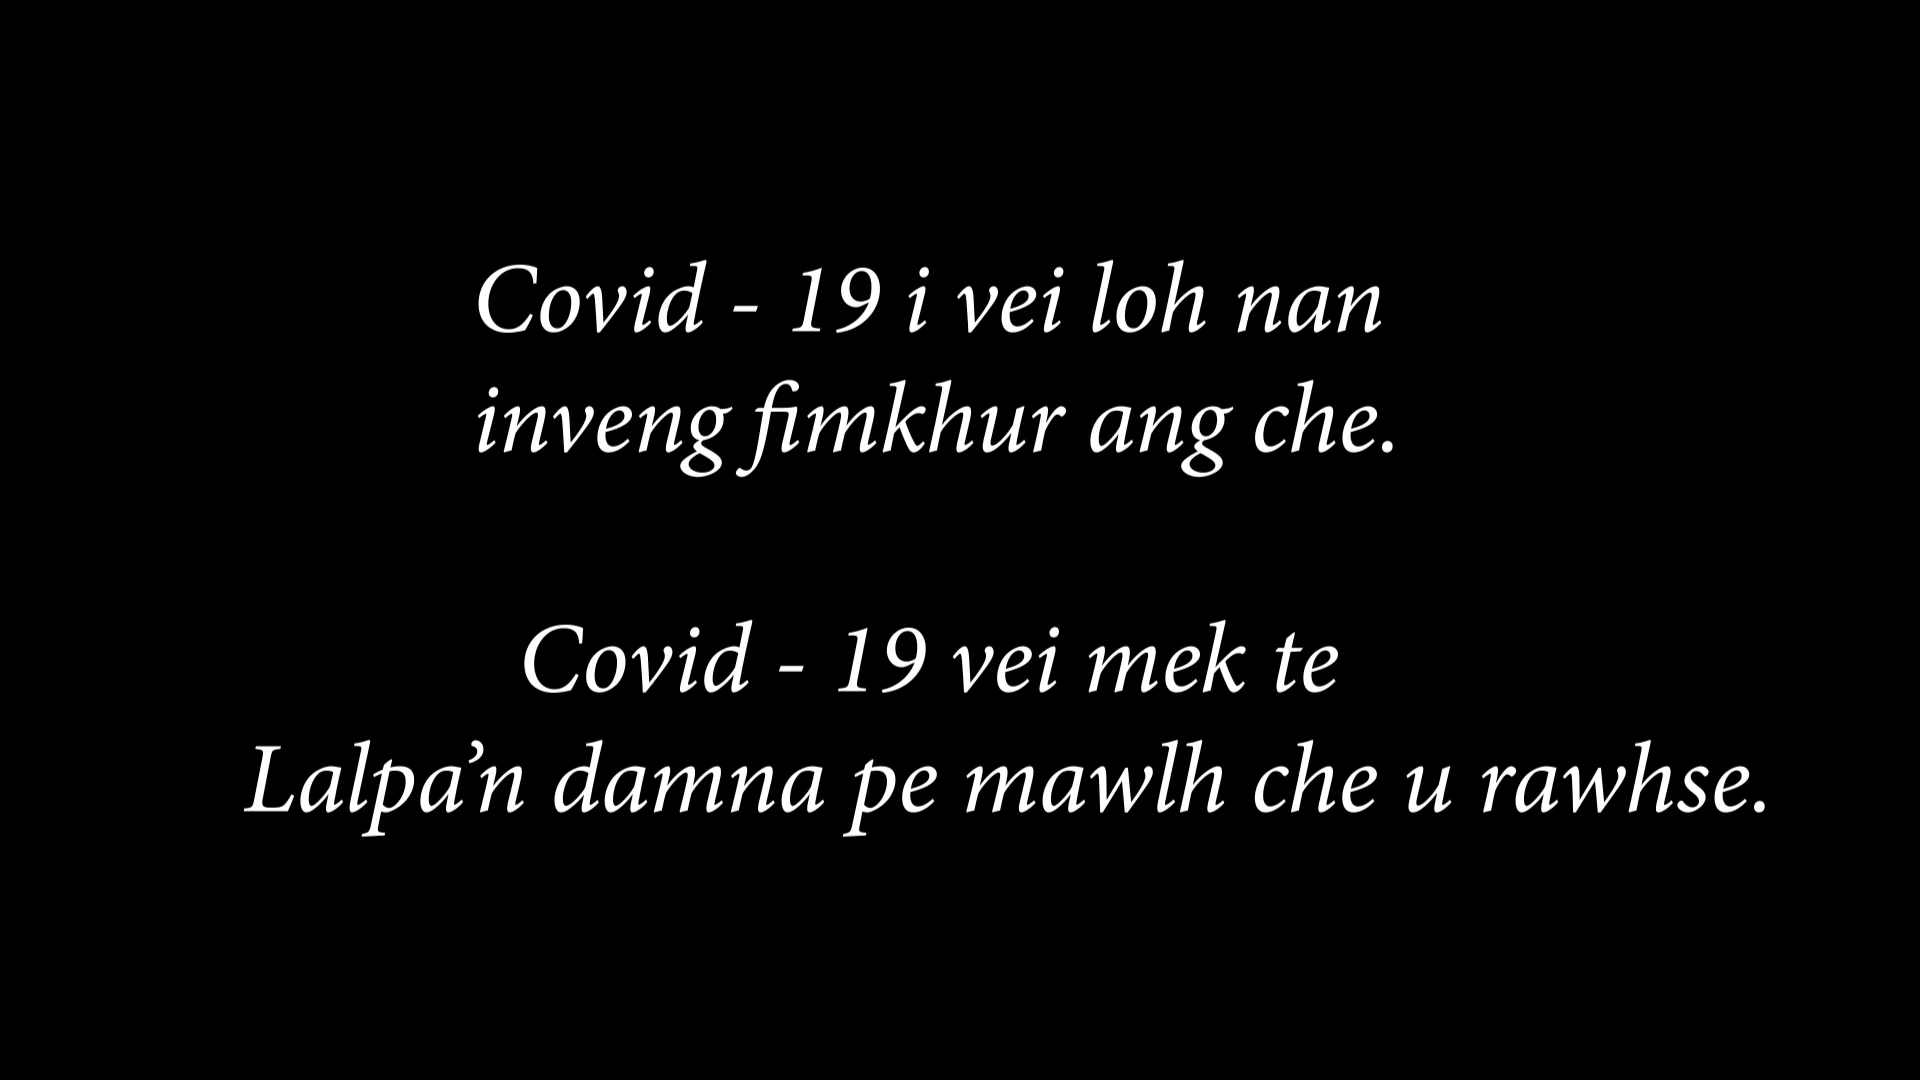 Covid - 19 i vei loh nan
inveng fimkhur ang che.
Covid - 19 vei mek te
Lalpa’n damna pe mawlh che u rawhse.